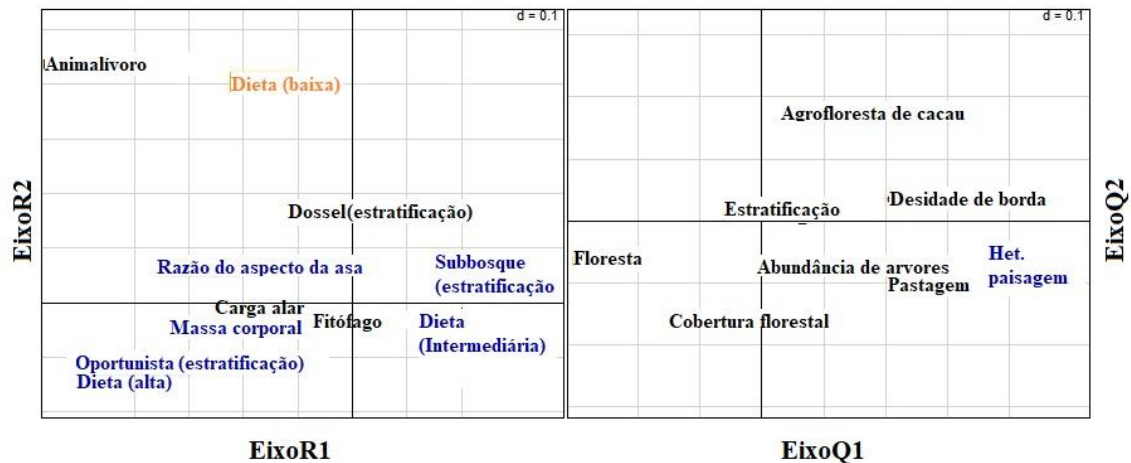 d = 0.1
Animalívoro
Dieta (baixa)
EixoR2
Dossel(estratificação)
Razão do aspecto da asa
Subbosque
(estratificação
Carga alar
Massa corporal
Fitófago
Dieta
(Intermediária)
Oportunista (estratificação)
Dieta (alta)
EixoR1
d = 0.1
Agrofloresta de cacau
Desidade de borda
Estratificação
EixoQ2
Floresta
Abundância de arvores
Het.
paisagem
Pastagem
Cobertura florestal
EixoQ1